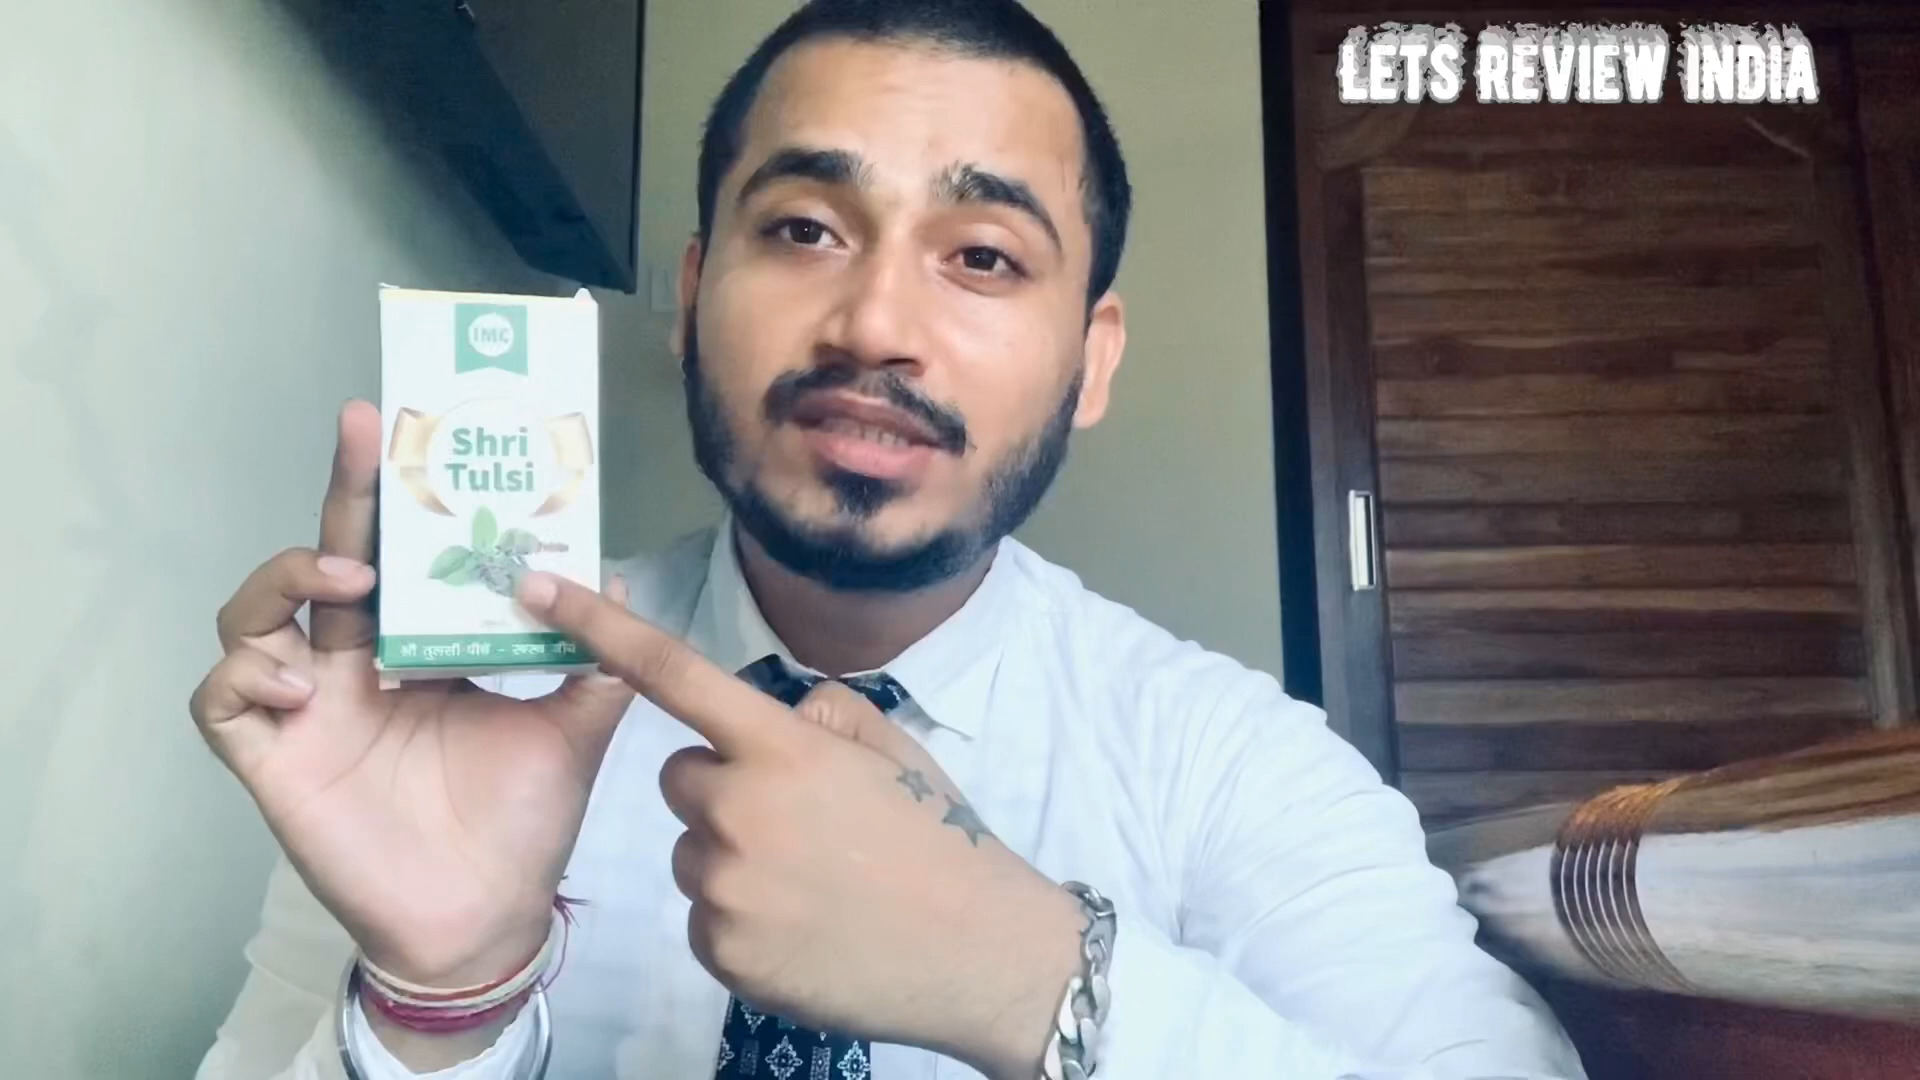 LETS REVIEW INDIA
IMC
Shri
Tulsi
श्री तुलसी पीयें - स्वस्थ जीयें